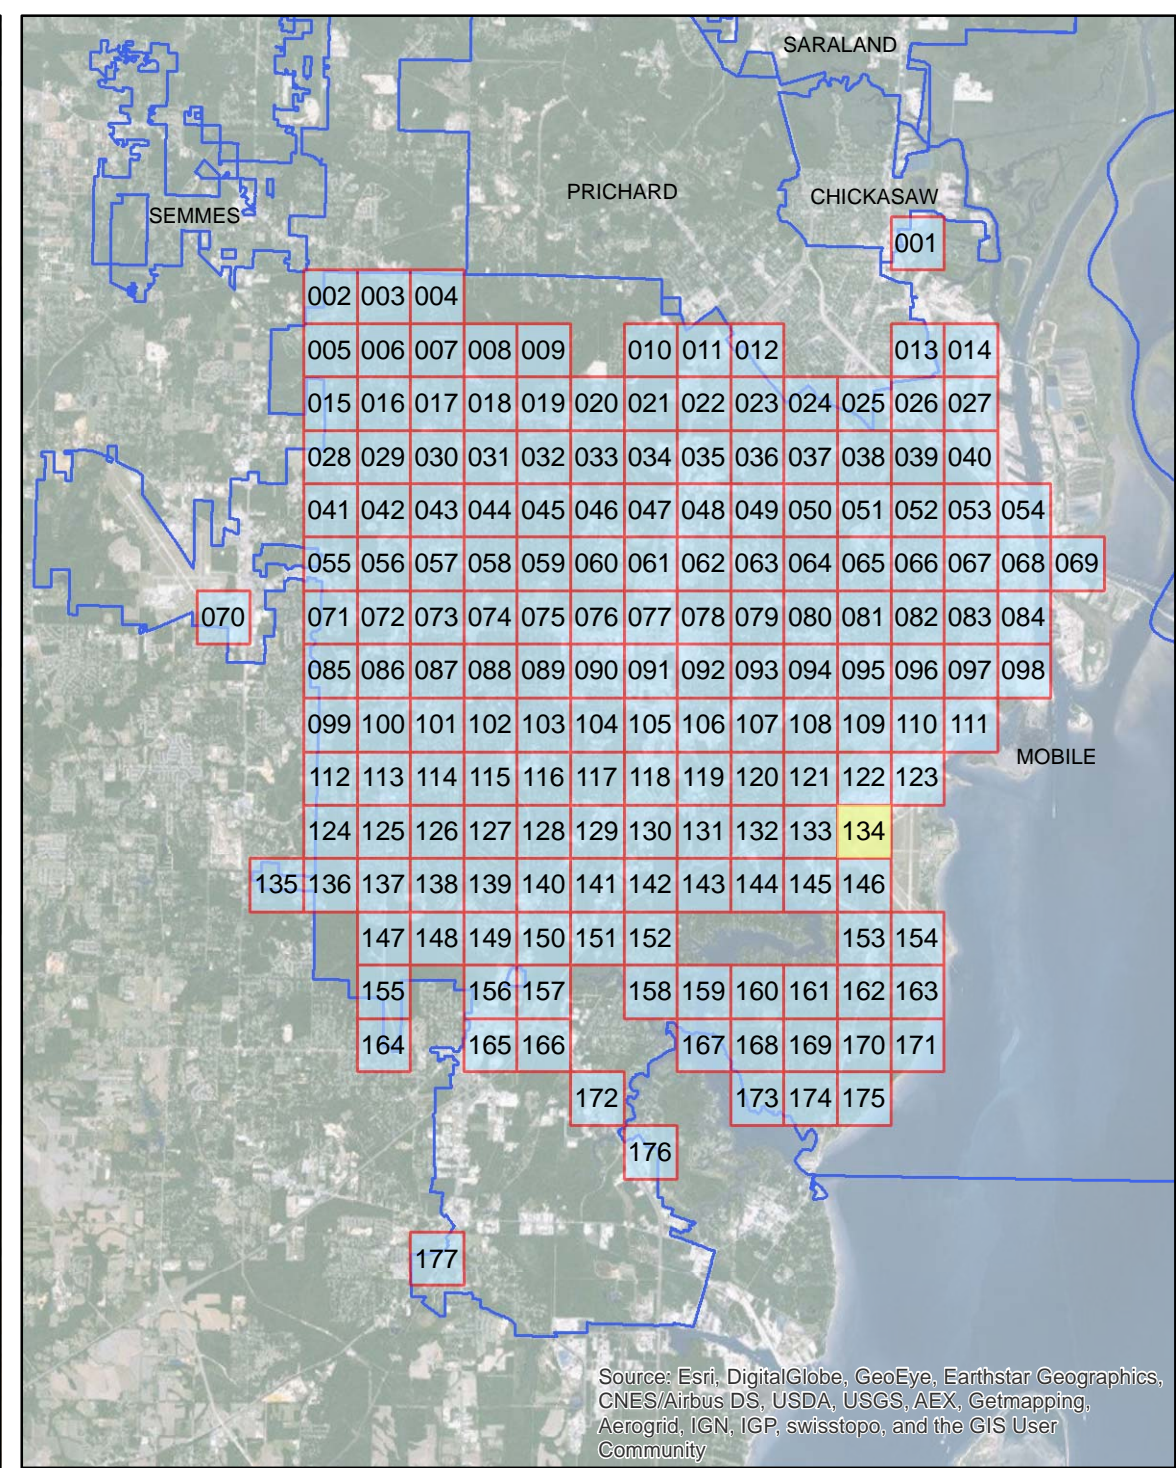 SARALAND
PRICHARD
CHICKASAW
SEMMES
001
002 003 004
005 006 007 008 009 010 011 012 013 014
015 016 017 018 019 020 021 022 023 024 025 026 027
028 029 030 031 032 033 034 035 036 037 038 039 040
041 042 043 044 045 046 047 048 049 050 051 052 053 054
055 056 057 058 059 060 061 062 063 064 065 066 067 068 069
070 071 072 073 074 075 076 077 078 079 080 081 082 083 084
085 086 087 088 089 090 091 092 093 094 095 096 097 098
099 100 101 102 103 104 105 106 107 108 109 110 111
MOBILE
112 113 114 115 116 117 118 119 120 121 122 123
124 125 126 127 128 129 130 131 132 133 134
135 136 137 138 139 140 141 142 143 144 145 146
147 148 149 150 151 152 153 154
155 156 157 158 159 160 161 162 163
164 165 166 167 168 169 170 171
172 173 174 175
176
177
Source: Esri, DigitalGlobe, GeoEye, Earthstar Geographics,
CNES/Airbus DS, USDA, USGS, AEX, Getmapping,
Aerogrid, IGN, IGP, swisstopo, and the GIS User
Community